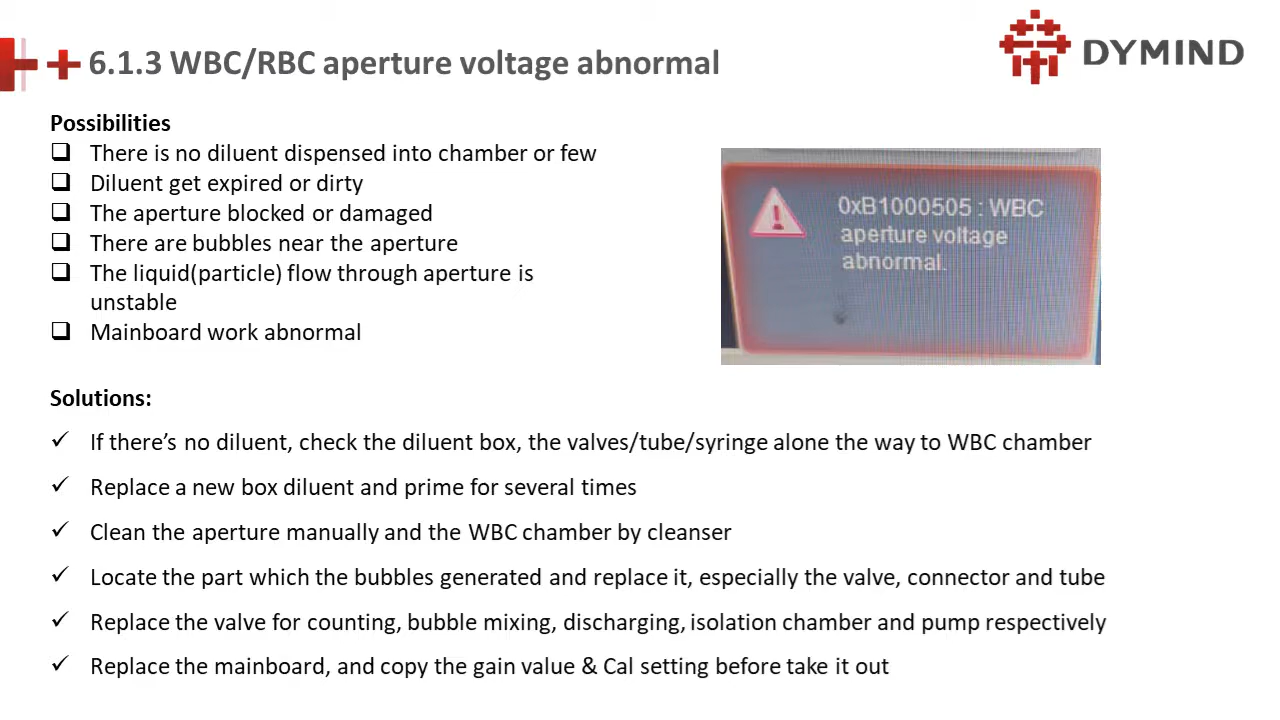 6.1.3 WBC/RBC aperture voltage abnormal
DYMIND
Possibilities
There is no diluent dispensed into chamber or few
Diluent get expired or dirty
The aperture blocked or damaged
There are bubbles near the aperture
The liquid(particle) flow through aperture is
unstable
Mainboard work abnormal
0xB1000505 : WBC
aperture voltage
abnormal.
Solutions:
If there’s no diluent, check the diluent box, the valves/tube/syringe alone the way to WBC chamber
Replace a new box diluent and prime for several times
Clean the aperture manually and the WBC chamber by cleanser
Locate the part which the bubbles generated and replace it, especially the valve, connector and tube
Replace the valve for counting, bubble mixing, discharging, isolation chamber and pump respectively
Replace the mainboard, and copy the gain value & Cal setting before take it out